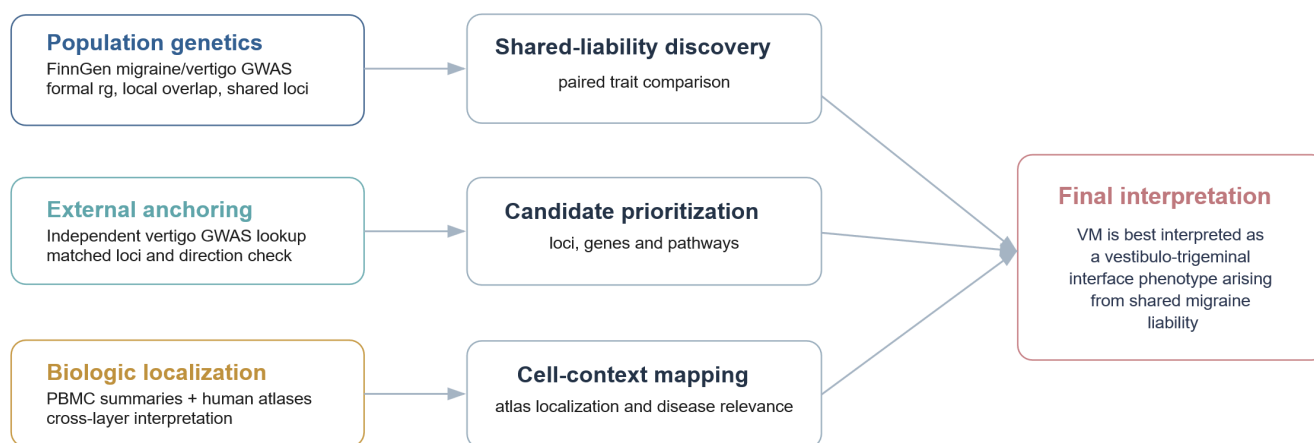 Population genetics
FinnGen migraine/vertigo GWAS
formal rg, local overlap, shared loci
Shared-liability discovery
paired trait comparison
External anchoring
Independent vertigo GWAS lookup
matched loci and direction check
Candidate prioritization
loci, genes and pathways
Biologic localization
PBMC summaries + human atlases
cross-layer interpretation
Cell-context mapping
atlas localization and disease relevance
Final interpretation
VM is best interpreted as
a vestibulo-trigeminal
interface phenotype arising
from shared migraine
liability